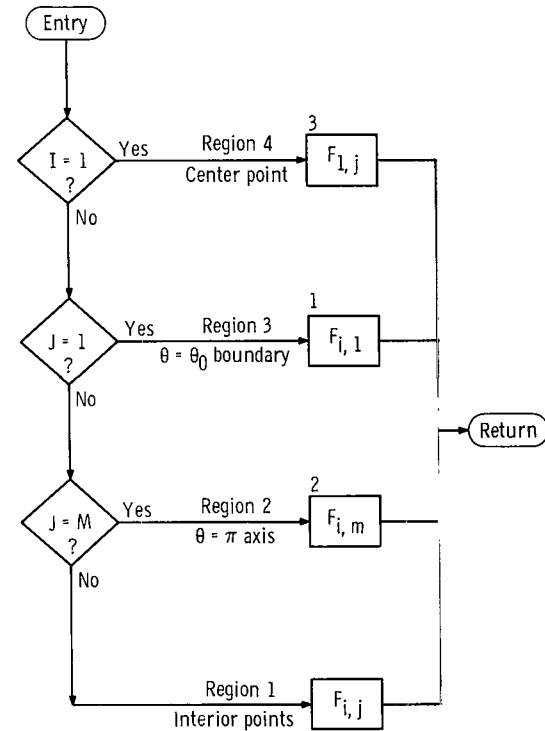 Entry
I = 1
?
Yes
No
Region 4
Center point
3
F1, j
J = 1
?
Yes
No
Region 3
θ = θ0 boundary
1
Fi, 1
Return
J = M
?
Yes
No
Region 2
θ = π axis
2
Fi, m
Region 1
Interior points
Fi, j